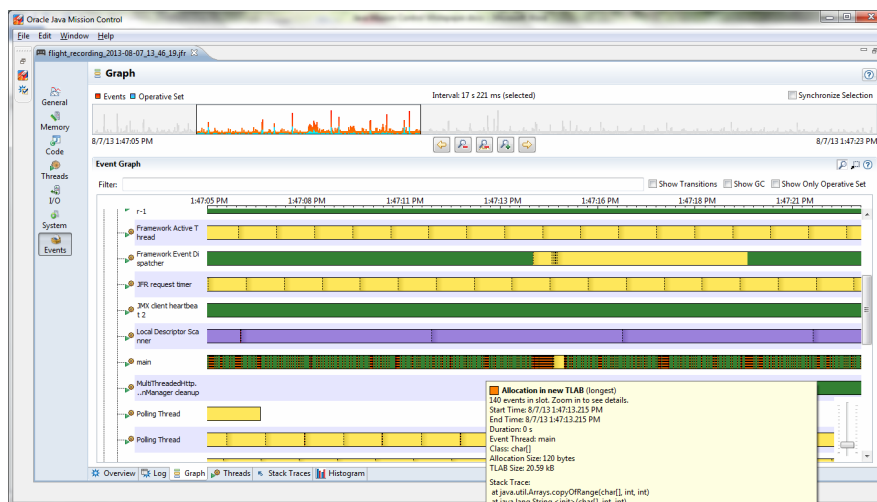 Oracle Java Mission Control
File Edit Window Help
flight_recording_2013-08-07_13_46_19.jfr
Graph
Events Operative Set
Interval: 17 s 221 ms (selected)
Synchronize Selection
General
Memory
Code
Threads
I/O
System
Events
8/7/13 1:47:05 PM
8/7/13 1:47:23 PM
Event Graph
Filter:
Show Transitions Show GC Show Only Operative Set
1:47:05 PM 1:47:08 PM 1:47:11 PM 1:47:13 PM 1:47:16 PM 1:47:18 PM 1:47:21 PM
r-1
Framework Active T
hread
Framework Event Di
spatcher
JFR request timer
JMX client heartbea
t 2
Local Descriptor Sca
nner
main
MultiThreadedHttp.
..nManager cleanup
Polling Thread
Polling Thread
Allocation in new TLAB (longest)
140 events in slot. Zoom in to see details.
Start Time: 8/7/13 1:47:13.215 PM
End Time: 8/7/13 1:47:13.215 PM
Duration: 0 s
Event Thread: main
Class: char[]
Allocation Size: 120 bytes
TLAB Size: 20.59 kB
Stack Trace:
at java.util.Arrays.copyOfRange(char[], int, int)
at java.lang.String.<init>(char[], int, int)
Overview Log Graph Threads Stack Traces Histogram